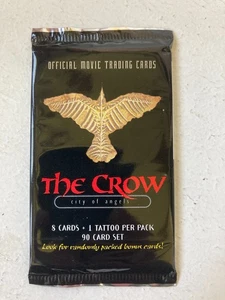 OFFICIAL MOVIE TRADING CARDS
THE CROW
city of angels
8 CARDS • 1 TATTOO PER PACK
90 CARD SET
Look for randomly packed bonus cards!